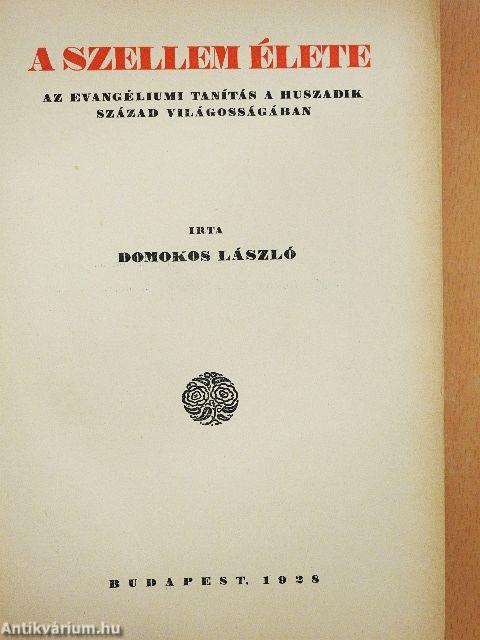 A SZELLEM ÉLETE
AZ EVANGÉLIUMI TANÍTÁS A HUSZADIK
SZÁZAD VILÁGOSSÁGÁBAN
IRTA
DOMOKOS LÁSZLÓ
BUDAPEST, 1928
Antikvárium.hu